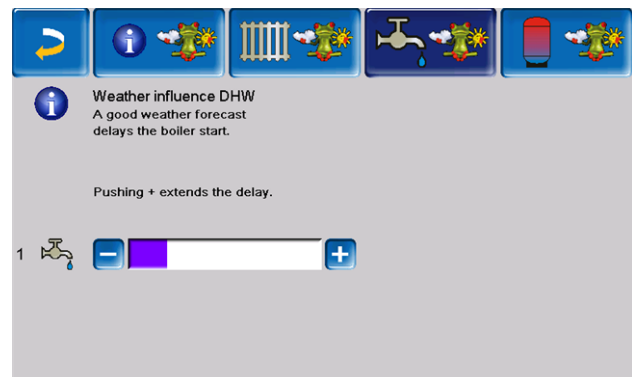 Weather influence DHW
A good weather forecast
delays the boiler start.
Pushing + extends the delay.
1